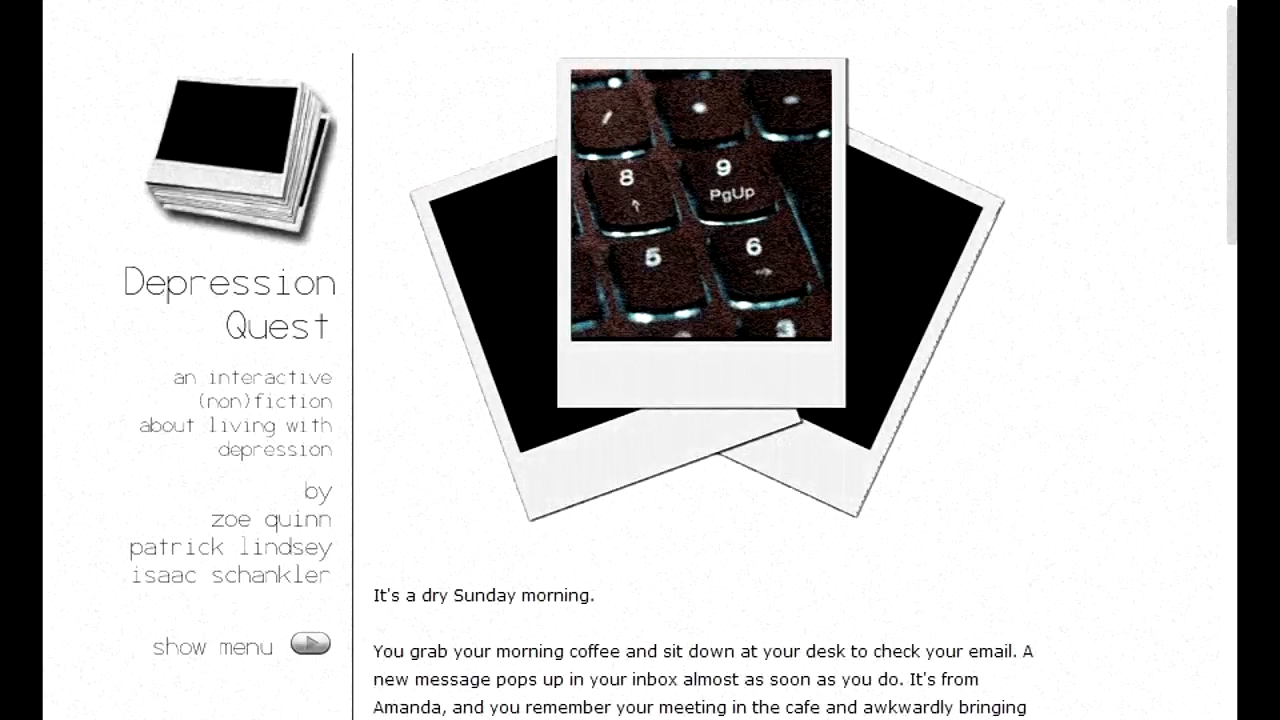 8
9
PgUp
5
6
3
Depression
Quest
an interactive
(non)fiction
about living with
depression
by
zoe quinn
patrick lindsey
isaac schankler
show menu
It's a dry Sunday morning.
You grab your morning coffee and sit down at your desk to check your email. A
new message pops up in your inbox almost as soon as you do. It's from
Amanda, and you remember your meeting in the cafe and awkwardly bringing